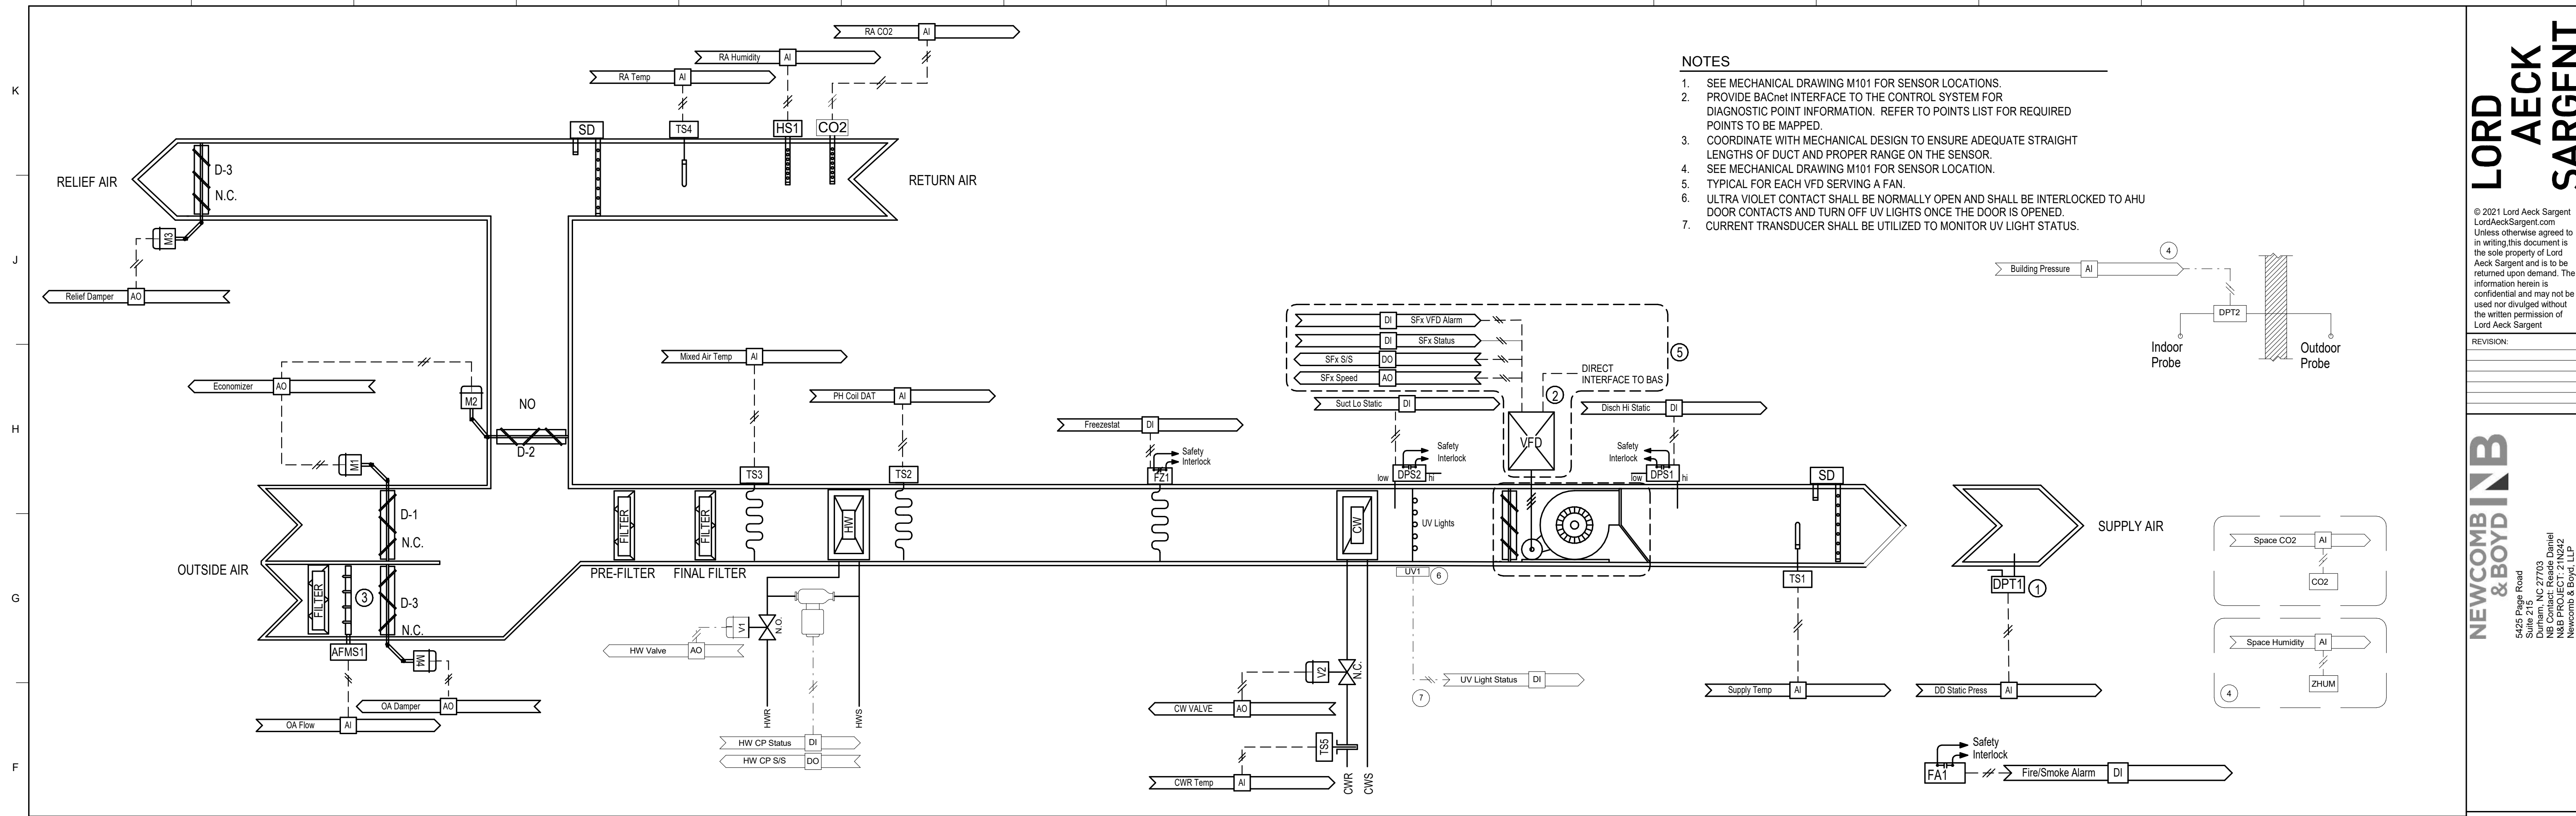 RA CO2 AI
RA Humidity AI
RA Temp AI
K
SD
TS4
HS1
CO2
D-3
N.C.
RELIEF AIR
RETURN AIR
M3
J
Relief Damper AO
NOTES
1. SEE MECHANICAL DRAWING M101 FOR SENSOR LOCATIONS.
2. PROVIDE BACnet INTERFACE TO THE CONTROL SYSTEM FOR
DIAGNOSTIC POINT INFORMATION. REFER TO POINTS LIST FOR REQUIRED
POINTS TO BE MAPPED.
3. COORDINATE WITH MECHANICAL DESIGN TO ENSURE ADEQUATE STRAIGHT
LENGTHS OF DUCT AND PROPER RANGE ON THE SENSOR.
4. SEE MECHANICAL DRAWING M101 FOR SENSOR LOCATION.
5. TYPICAL FOR EACH VFD SERVING A FAN.
6. ULTRA VIOLET CONTACT SHALL BE NORMALLY OPEN AND SHALL BE INTERLOCKED TO AHU
DOOR CONTACTS AND TURN OFF UV LIGHTS ONCE THE DOOR IS OPENED.
7. CURRENT TRANSDUCER SHALL BE UTILIZED TO MONITOR UV LIGHT STATUS.
4
Building Pressure AI
DPT2
Indoor
Probe
Outdoor
Probe
DI SFx VFD Alarm
DI SFx Status
SFx S/S DO
SFx Speed AO
5
DIRECT
INTERFACE TO BAS
2
Suct Lo Static DI
Disch Hi Static DI
VFD
Mixed Air Temp AI
PH Coil DAT AI
Freezestat DI
Economizer AO
M2
NO
D-2
M1
H
TS3
TS2
Safety
Interlock
FZ1
Safety
Interlock
low DPS2 hi
Safety
Interlock
low DPS1 hi
SD
D-1
N.C.
FILTER
FILTER
HW
CW
UV Lights
SUPPLY AIR
OUTSIDE AIR
PRE-FILTER
FINAL FILTER
FILTER
3
D-3
N.C.
AFMS1
M4
G
UV1
6
TS1
DPT1
1
V1
N.O.
HW Valve AO
V2
N.C.
UV Light Status DI
7
Supply Temp AI
DD Static Press AI
OA Damper AO
OA Flow AI
HWR
HWS
CW VALVE AO
HW CP Status DI
HW CP S/S DO
TS5
CWR Temp AI
CWR
CWS
F
Safety
Interlock
FA1
Fire/Smoke Alarm DI
Space CO2 AI
CO2
Space Humidity AI
ZHUM
4
LORD
AECK
SARGENT
© 2021 Lord Aeck Sargent
LordAeckSargent.com
Unless otherwise agreed to
in writing,this document is
the sole property of Lord
Aeck Sargent and is to be
returned upon demand. The
information herein is
confidential and may not be
used nor divulged without
the written permission of
Lord Aeck Sargent
REVISION:
NB
NEWCOMB
& BOYD
5425 Page Road
Suite 215
Durham, NC 27703
NB Contact: Reade Daniel
N&B PROJECT: 21N242
Newcomb & Boyd, LLP